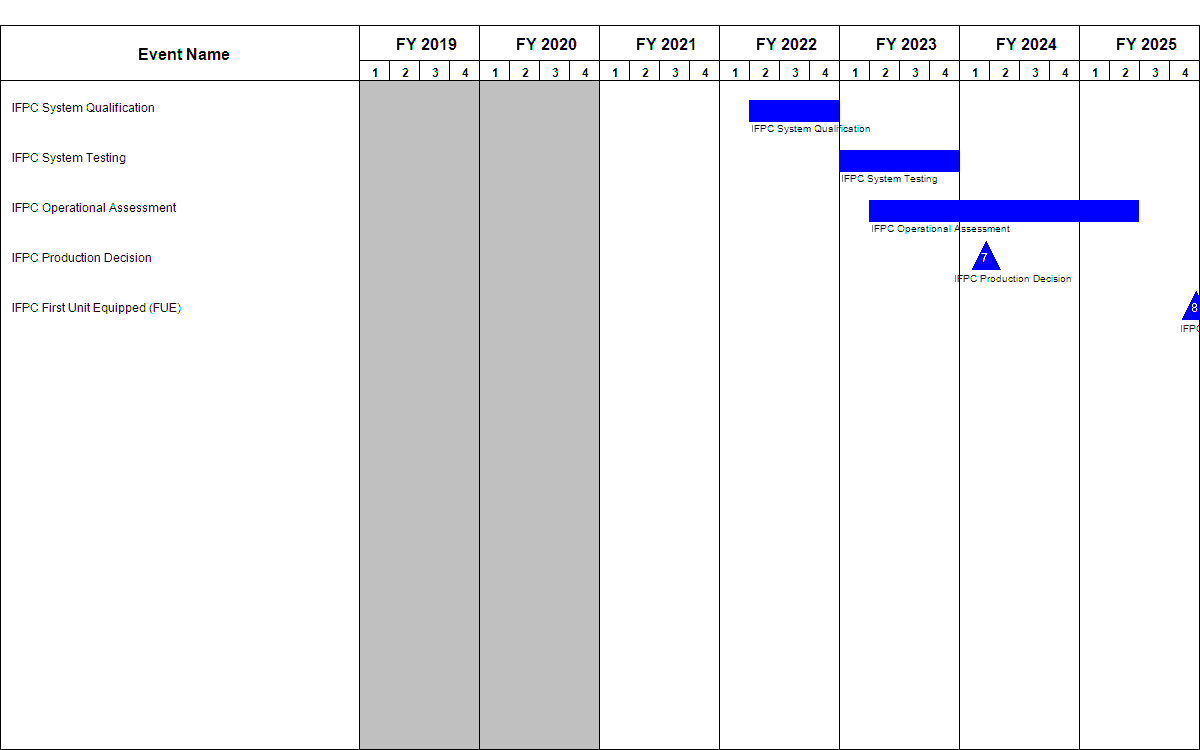 Event Name FY 2019 FY 2020 FY 2021 FY 2022 FY 2023 FY 2024 FY 2025
1 2 3 4 1 2 3 4 1 2 3 4 1 2 3 4 1 2 3 4 1 2 3 4 1 2 3 4
IFPC System Qualification
IFPC System Qualification
IFPC System Testing
IFPC System Testing
IFPC Operational Assessment
IFPC Operational Assessment
IFPC Production Decision 7
IFPC Production Decision
IFPC First Unit Equipped (FUE) 8
IFPC